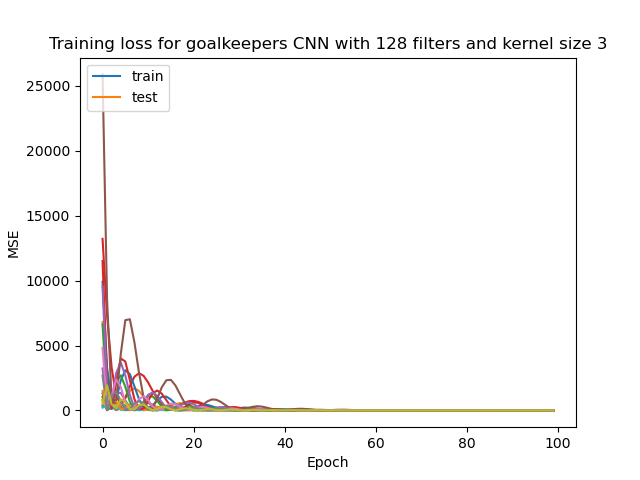 Training loss for goalkeepers CNN with 128 filters and kernel size 3
train
test
25000
20000
15000
10000
5000
0
MSE
0 20 40 60 80 100
Epoch